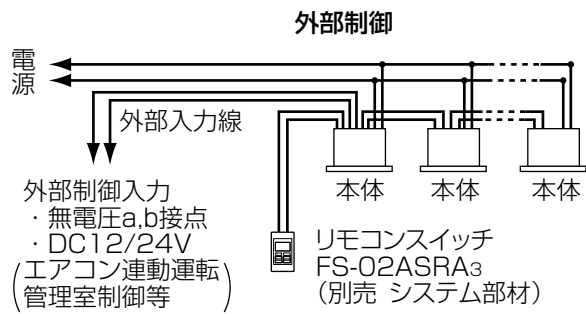 外部制御
電源
外部入力線
外部制御入力
・無電圧a,b接点
・DC12/24V
(エアコン連動運転
管理室制御等)
本体 本体 本体
リモコンスイッチ
FS-02ASRA3
(別売 システム部材)